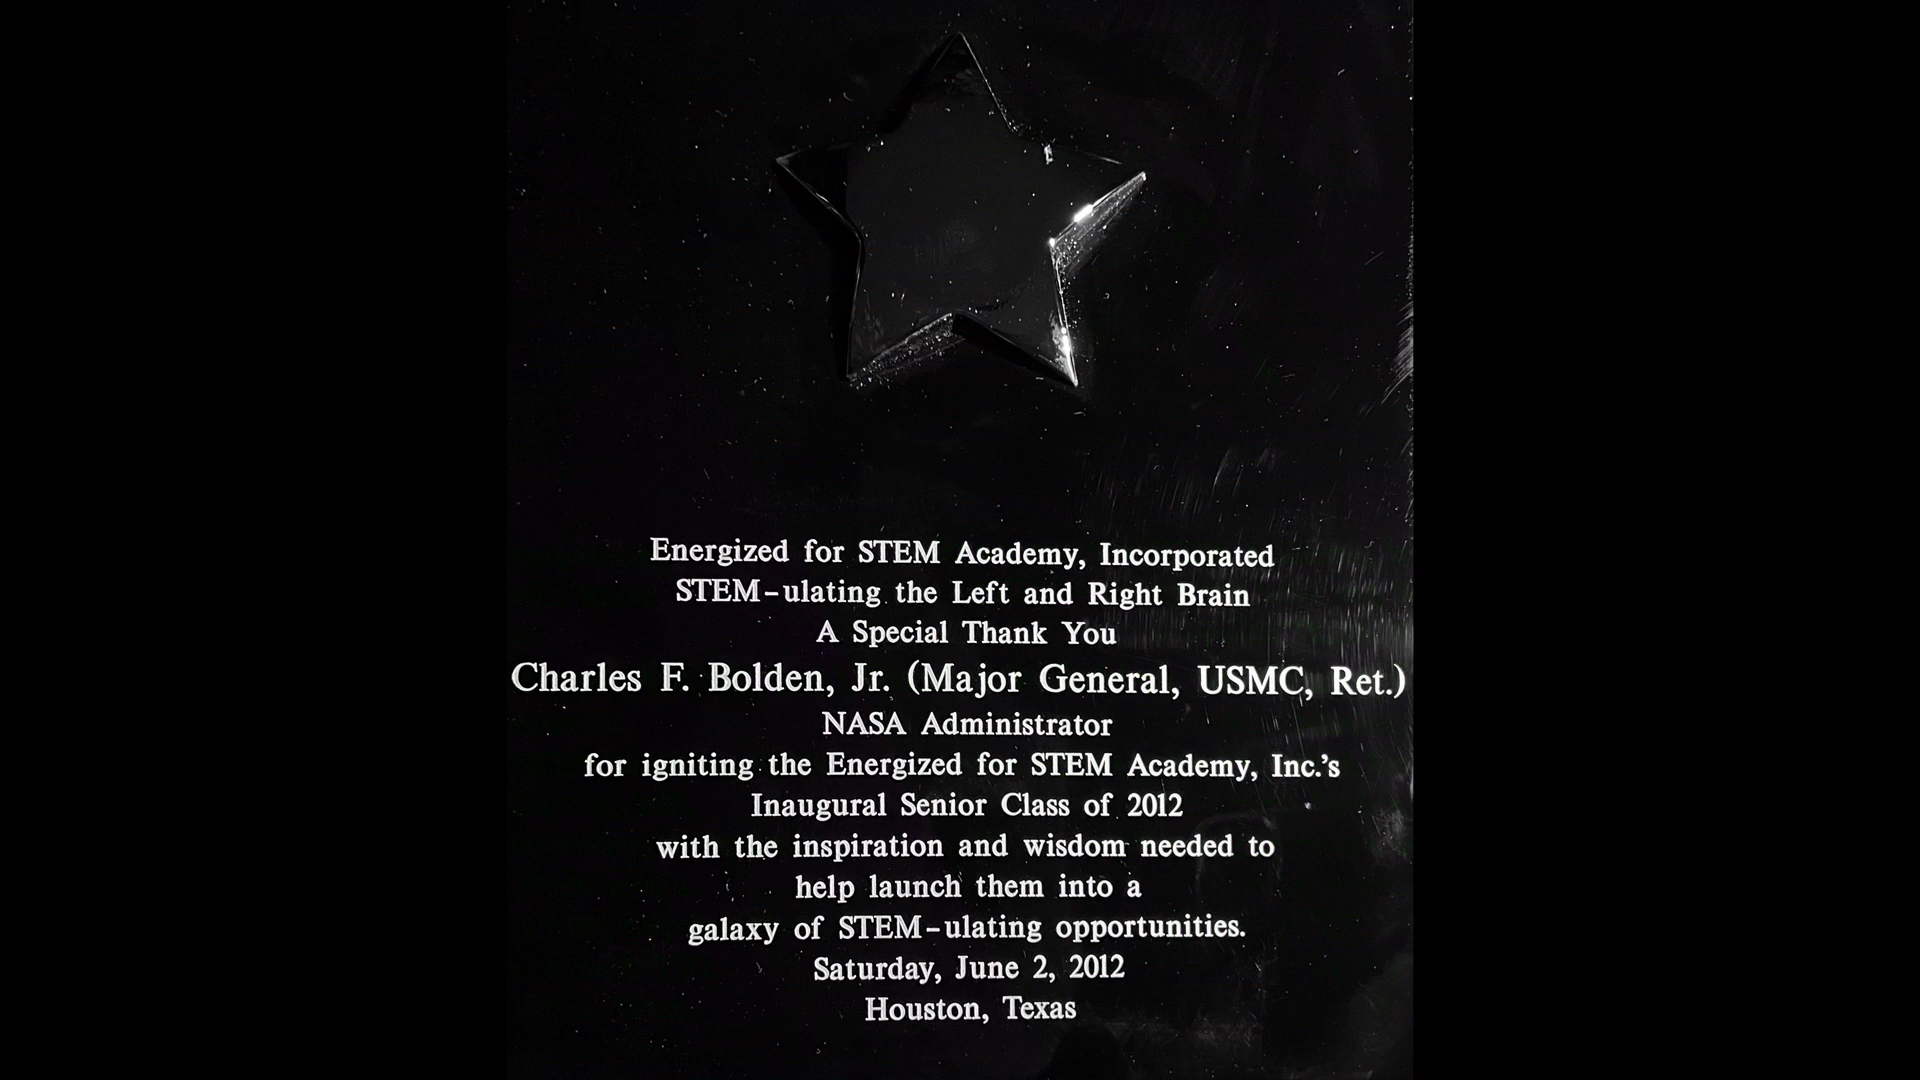 Energized for STEM Academy, Incorporated
STEM-ulating the Left and Right Brain
A Special Thank You
Charles F. Bolden, Jr. (Major General, USMC, Ret.)
NASA Administrator
for igniting the Energized for STEM Academy, Inc.'s
Inaugural Senior Class of 2012
with the inspiration and wisdom needed to
help launch them into a
galaxy of STEM-ulating opportunities.
Saturday, June 2, 2012
Houston, Texas